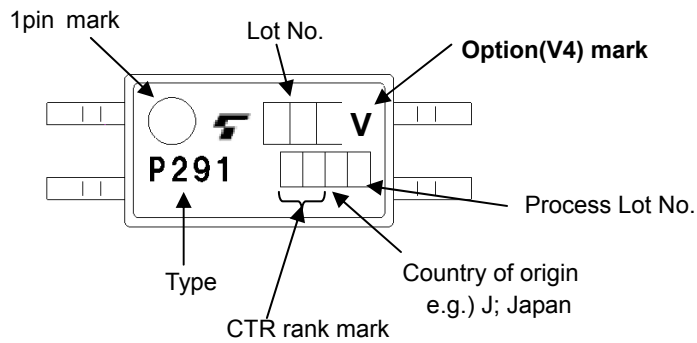 1pin mark
Lot No.
Option(V4) mark
V
P291
Process Lot No.
Type
Country of origin
e.g.) J; Japan
CTR rank mark